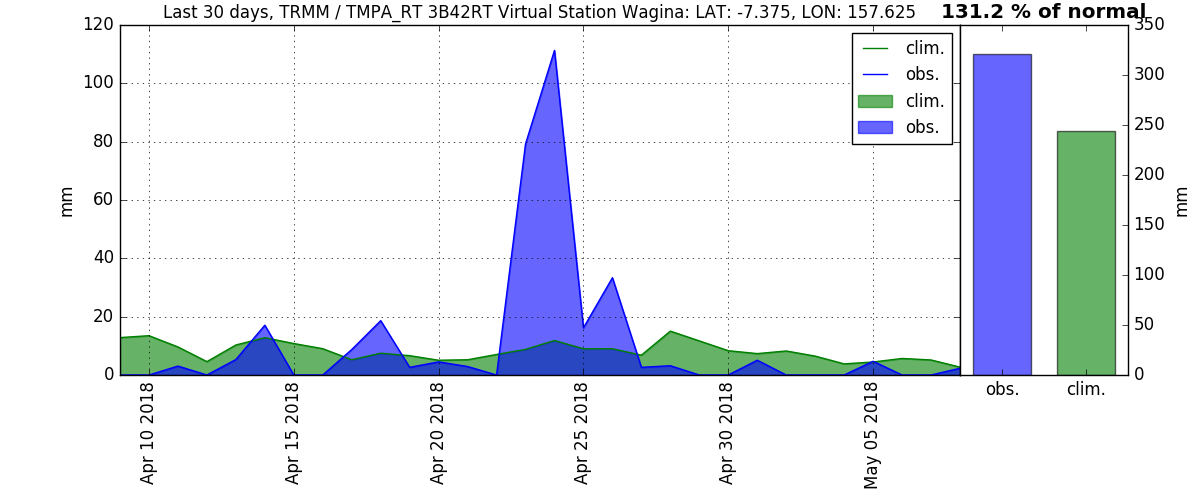 Last 30 days, TRMM / TMPA_RT 3B42RT Virtual Station Wagina: LAT: -7.375, LON: 157.625
131.2 % of normal
120
100
80
60
40
20
0
mm
clim.
obs.
clim.
obs.
350
300
250
200
150
100
50
0
mm
obs.
clim.
Apr 10 2018
Apr 15 2018
Apr 20 2018
Apr 25 2018
Apr 30 2018
May 05 2018